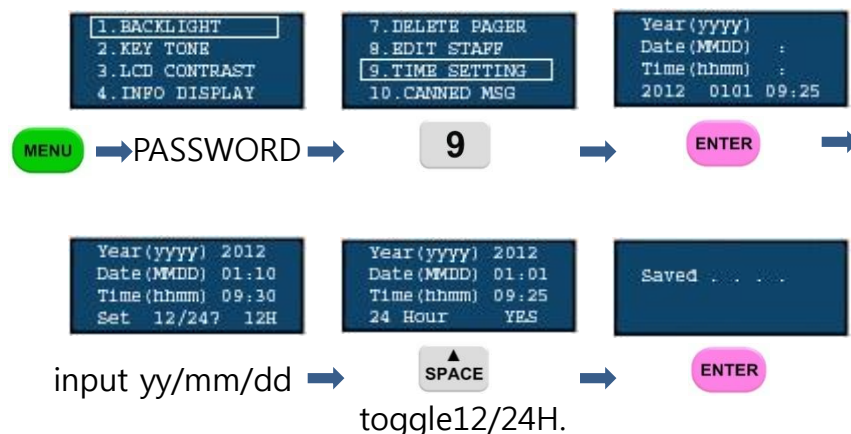 1.BACKLIGHT
2.KEY TONE
3.LCD CONTRAST
4.INFO DISPLAY
7.DELETE PAGER
8.EDIT STAFF
9.TIME SETTING
10.CANNED MSG
Year(yyyy)
Date(MMDD) :
Time(hhmm) :
2012 0101 09:25
MENU
PASSWORD
9
ENTER
Year(yyyy) 2012
Date(MMDD) 01:10
Time(hhmm) 09:30
Set 12/247 12H
Year(yyyy) 2012
Date(MMDD) 01:01
Time(hhmm) 09:25
24 Hour YES
Saved . . . .
input yy/mm/dd
SPACE
ENTER
toggle12/24H.